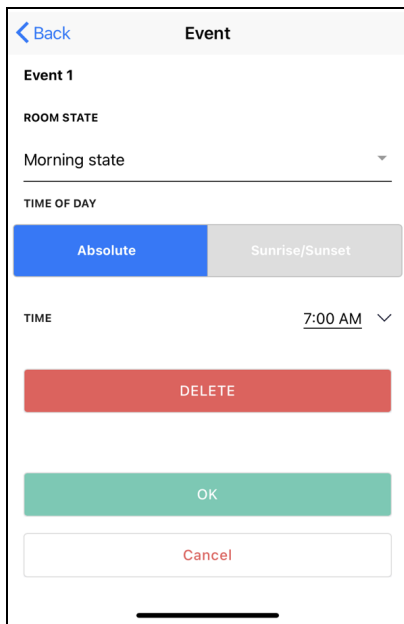 Back Event
Event 1
ROOM STATE
Morning state
TIME OF DAY
Absolute Sunrise/Sunset
TIME 7:00 AM
DELETE
OK
Cancel